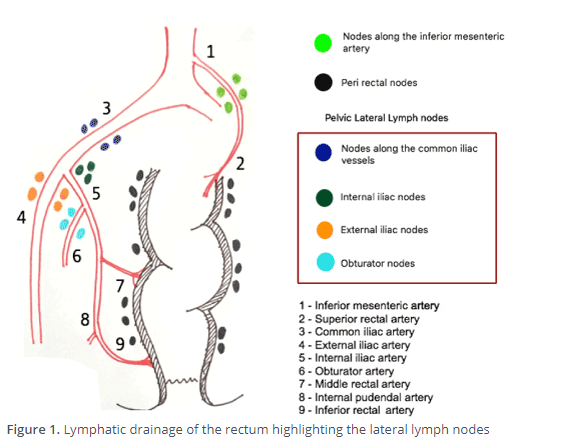 Nodes along the inferior mesenteric
artery
Peri rectal nodes
Pelvic Lateral Lymph nodes
Nodes along the common iliac
vessels
Internal iliac nodes
External iliac nodes
Obturator nodes
1
2
3
4
5
6
7
8
9
1 - Inferior mesenteric artery
2 - Superior rectal artery
3 - Common iliac artery
4 - External iliac artery
5 - Internal iliac artery
6 - Obturator artery
7 - Middle rectal artery
8 - Internal pudendal artery
9 - Inferior rectal artery
Figure 1. Lymphatic drainage of the rectum highlighting the lateral lymph nodes